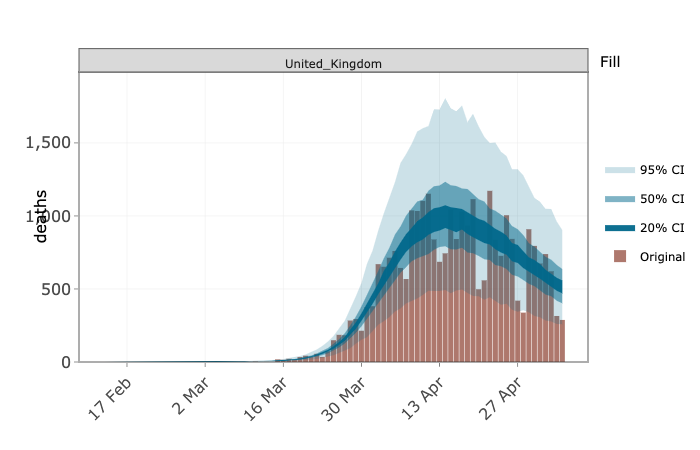 United_Kingdom
Fill
1,500
1,000
500
0
deaths
95% CI
50% CI
20% CI
Original
17 Feb
2 Mar
16 Mar
30 Mar
13 Apr
27 Apr